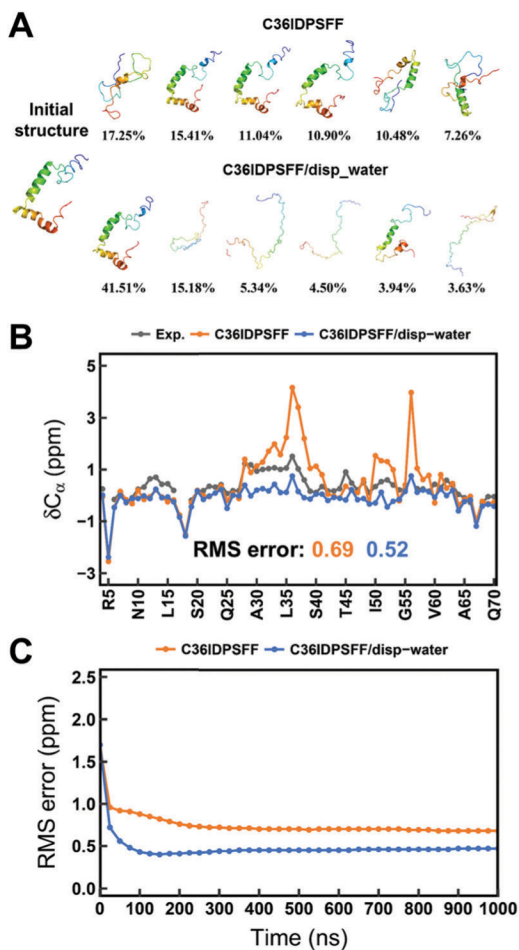 A
C36IDPSFF
Initial
structure
17.25% 15.41% 11.04% 10.90% 10.48% 7.26%
C36IDPSFF/disp_water
41.51% 15.18% 5.34% 4.50% 3.94% 3.63%
B
Exp. C36IDPSFF C36IDPSFF/disp-water
δCα (ppm)
5
3
1
−1
−3
RMS error: 0.69 0.52
R5 N10 L15 S20 Q25 A30 L35 S40 T45 I50 G55 V60 A65 Q70
C
C36IDPSFF C36IDPSFF/disp-water
RMS error (ppm)
2.5
2.0
1.5
1.0
0.5
0.0
0 100 200 300 400 500 600 700 800 900 1000
Time (ns)